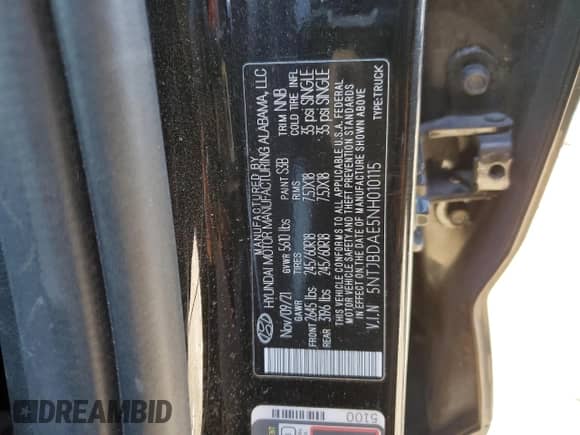 MANUFACTURED BY
HYUNDAI MOTOR MANUFACTURING ALABAMA, LLC
Nov/09/21 GVWR 5610 lbs PAINT S3B TRIM NNB
GAWR TIRES RIMS COLD TIRE INFL
FRONT 2645 lbs 245/60R18 7.5JX18 35 psi SINGLE
REAR 3196 lbs 245/60R18 7.5JX18 35 psi SINGLE
THIS VEHICLE CONFORMS TO ALL APPLICABLE U.S.A. FEDERAL
MOTOR VEHICLE SAFETY, AND THEFT PREVENTION STANDARDS
IN EFFECT ON THE DATE OF MANUFACTURE SHOWN ABOVE
V.I.N 5NTJBDAE5NH010115 TYPE:TRUCK
5100
DREAMBID